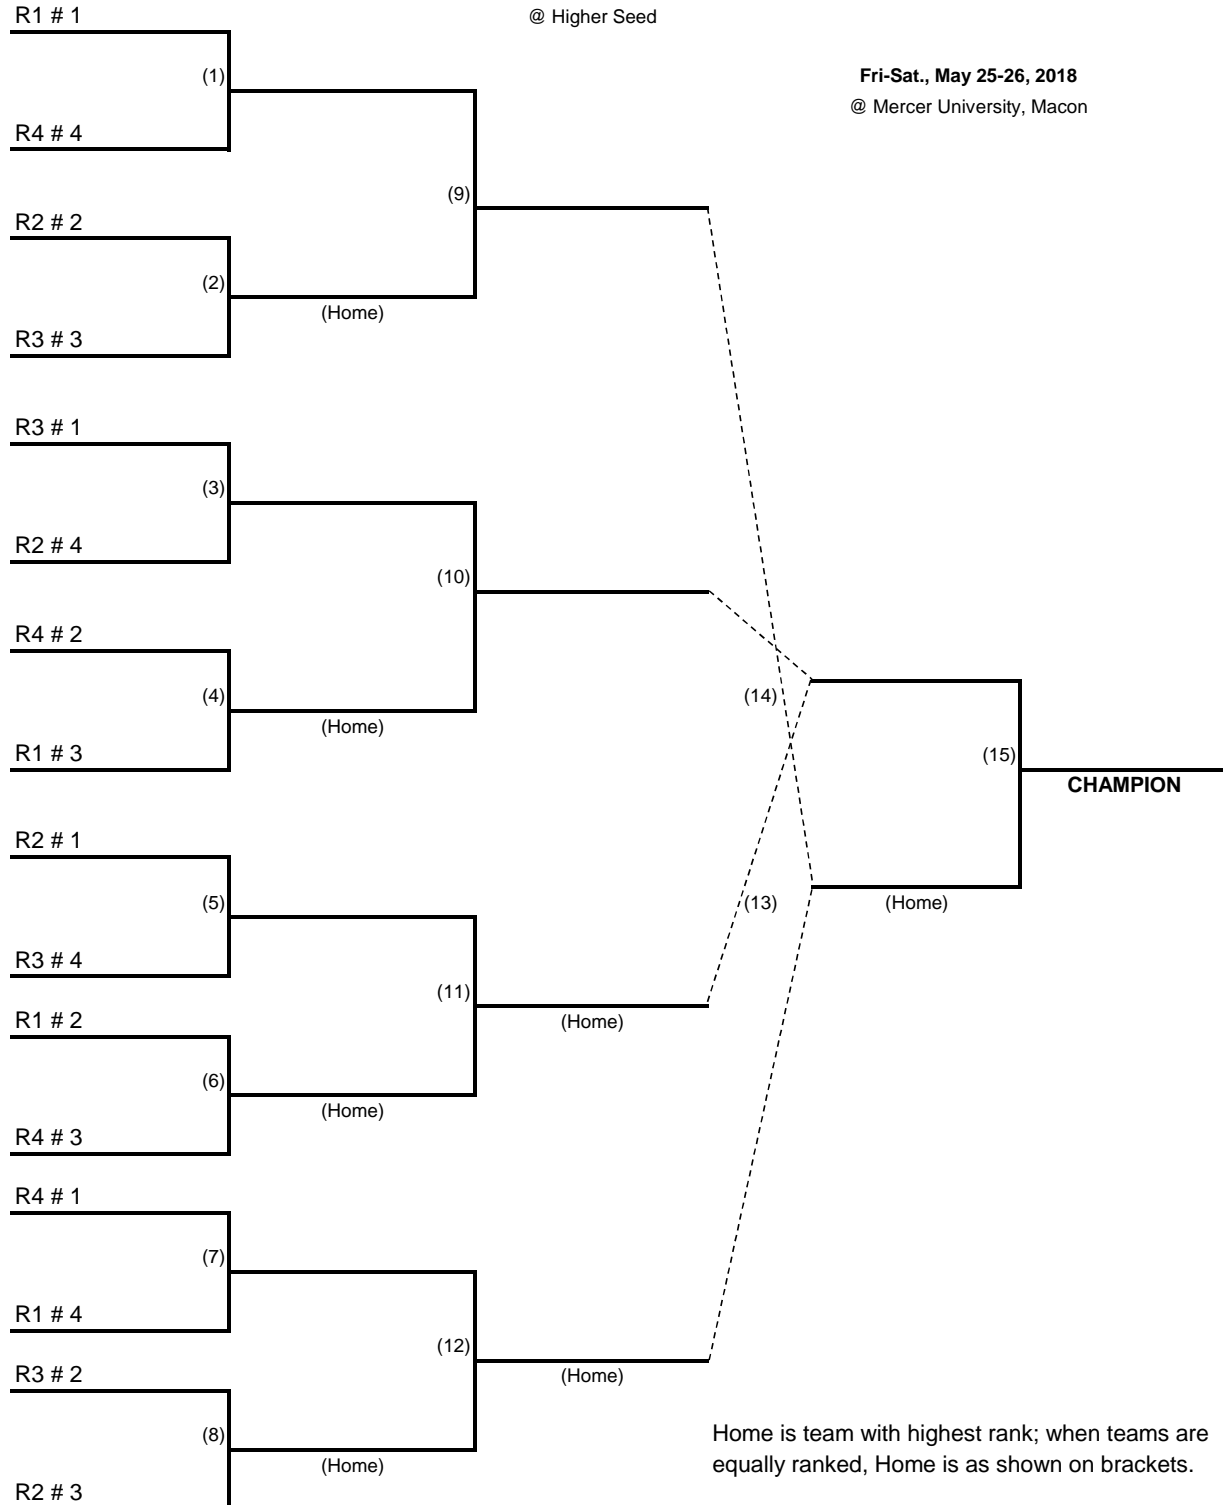 R1 # 1
@ Higher Seed
(1)
Fri-Sat., May 25-26, 2018
@ Mercer University, Macon
R4 # 4
(9)
R2 # 2
(2)
(Home)
R3 # 3
R3 # 1
(3)
R2 # 4
(10)
R4 # 2
(4)
(Home)
(14)
R1 # 3
(15)
CHAMPION
R2 # 1
(5)
(13)
(Home)
R3 # 4
(11)
(Home)
R1 # 2
(6)
(Home)
R4 # 3
R4 # 1
(7)
R1 # 4
(12)
(Home)
R3 # 2
(8)
(Home)
R2 # 3
Home is team with highest rank; when teams are
equally ranked, Home is as shown on brackets.